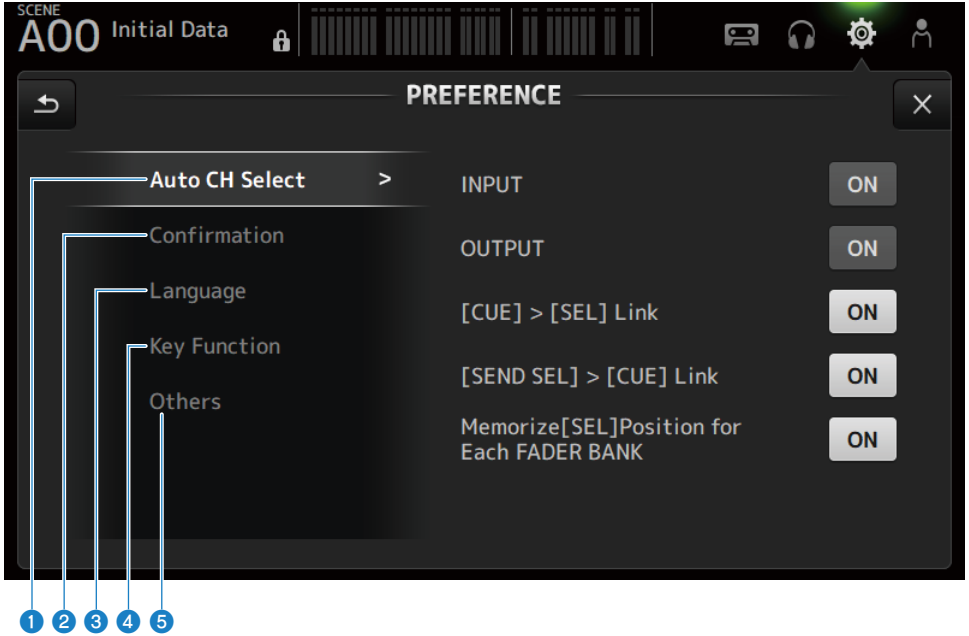 SCENE
A00 Initial Data
PREFERENCE
Auto CH Select >
Confirmation
Language
Key Function
Others
INPUT ON
OUTPUT ON
[CUE] > [SEL] Link ON
[SEND SEL] > [CUE] Link ON
Memorize[SEL]Position for
Each FADER BANK
ON
1 2 3 4 5